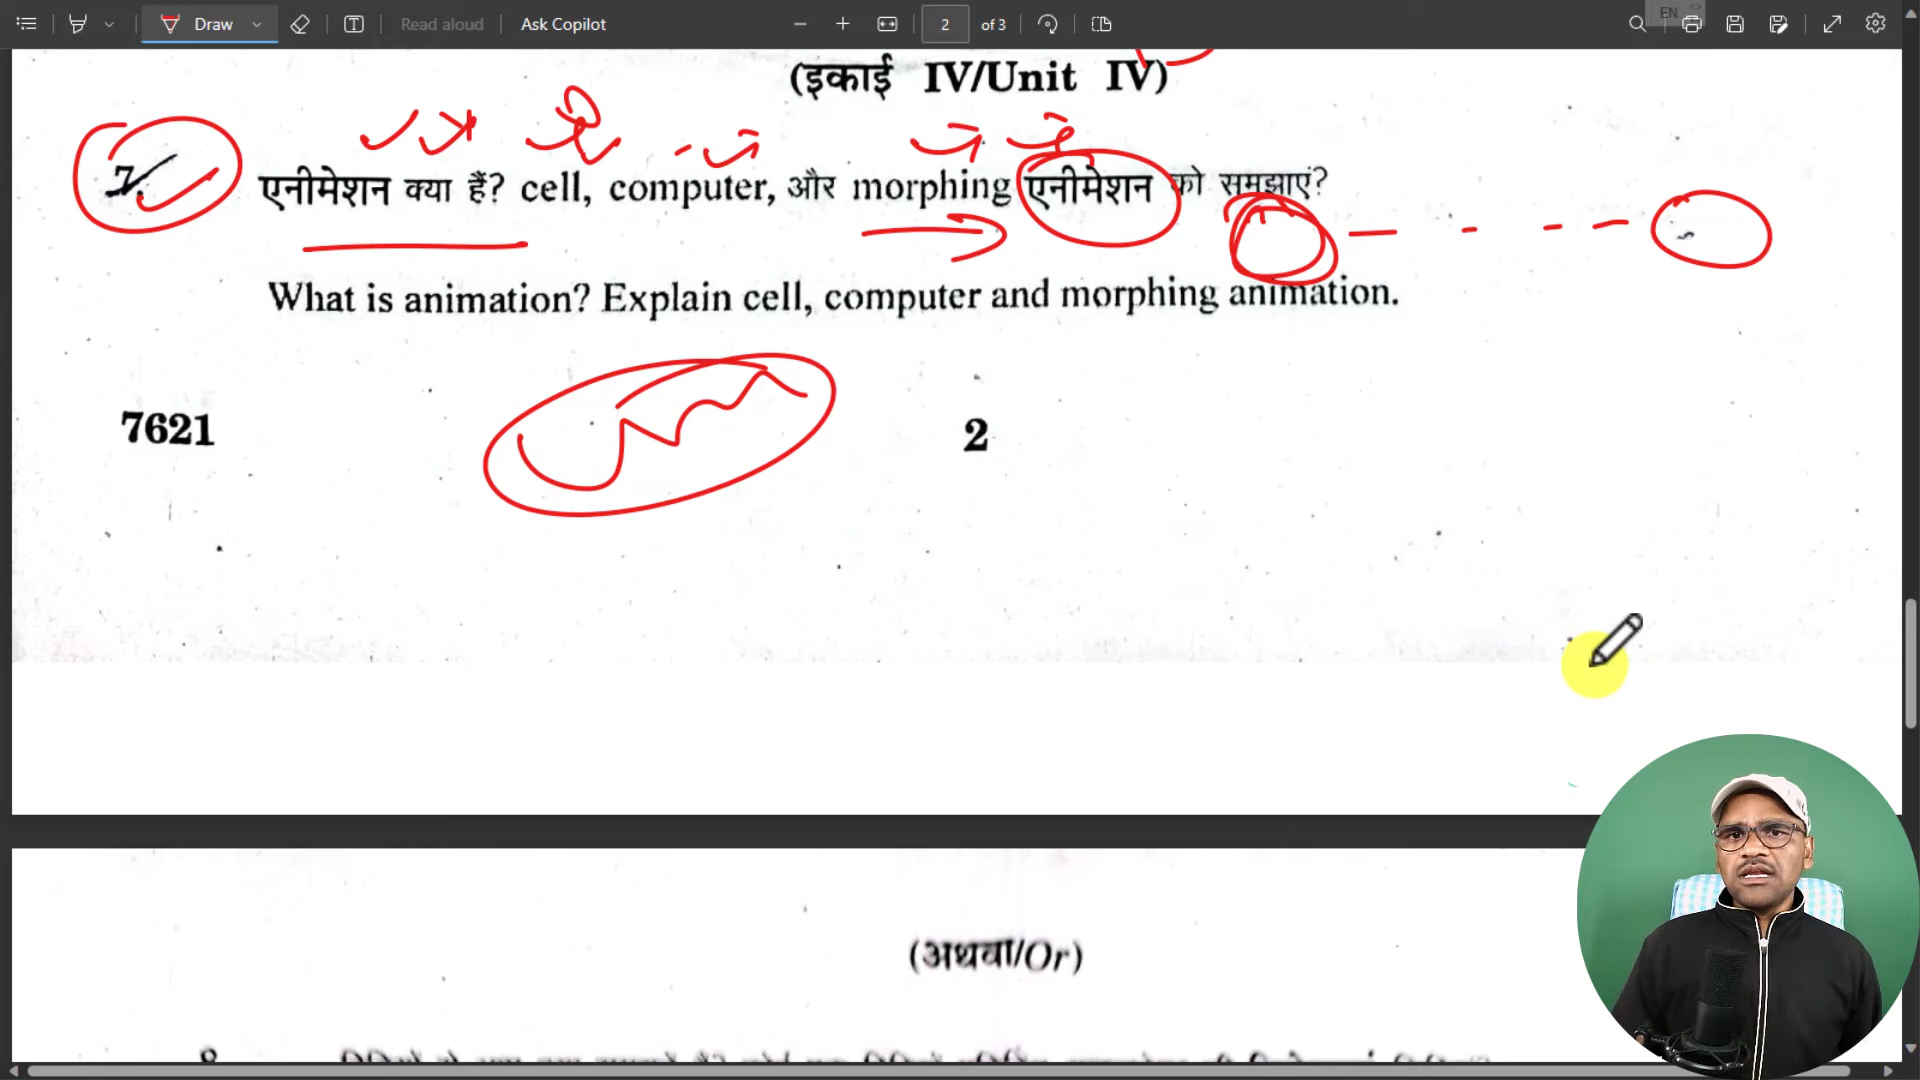 Draw
Read aloud
Ask Copilot
2
of 3
EN
(इकाई IV/Unit IV)
7. एनीमेशन क्या हैं? cell, computer, और morphing एनीमेशन को समझाएं?
What is animation? Explain cell, computer and morphing animation.
7621
2
(अथवा/Or)